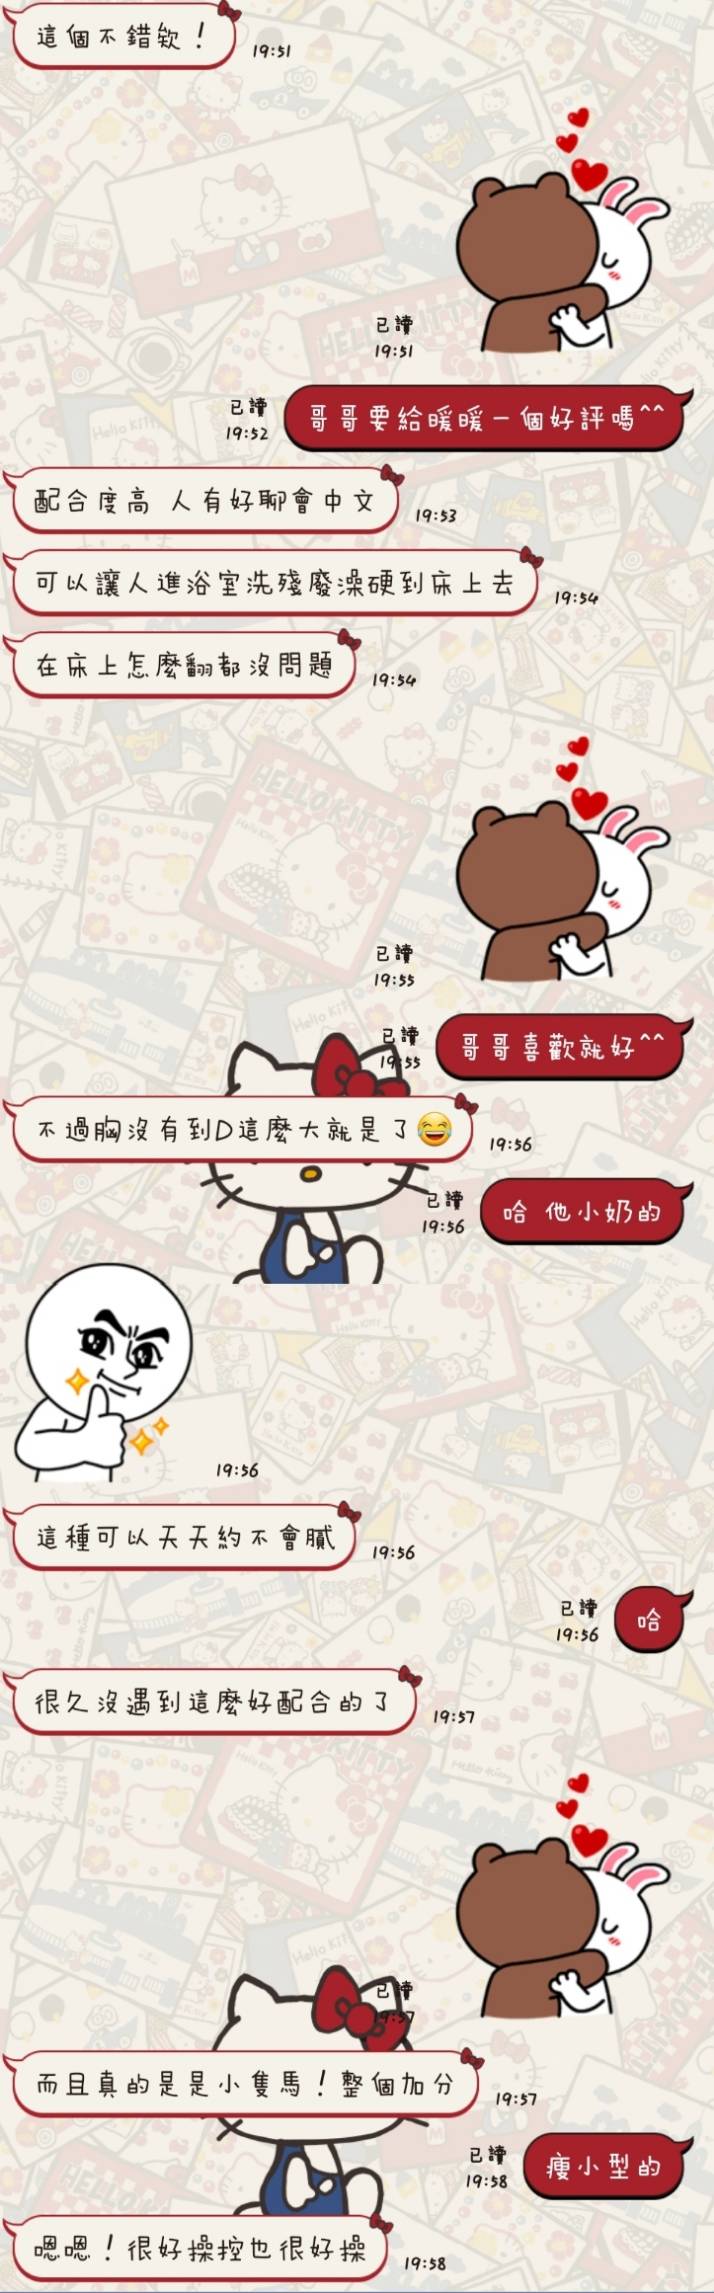 這個不錯欸！
19:51
已讀
19:51
已讀
19:52
哥哥要給暖暖一個好評嗎^^
配合度高 人有好聊會中文
19:53
可以讓人進浴室洗殘廢澡硬到床上去
19:54
在床上怎麼翻都沒問題
19:54
HELLO KITTY
已讀
19:55
已讀
19:55
哥哥喜歡就好^^
不過胸沒有到D這麼大就是了😂
19:56
已讀
19:56
哈 他小奶的
19:56
這種可以天天約不會膩
19:56
已讀
19:56
哈
很久沒遇到這麼好配合的了
19:57
已讀
19:57
而且真的是是小隻馬！整個加分
19:57
已讀
19:58
瘦小型的
嗯嗯！很好操控也很好操
19:58